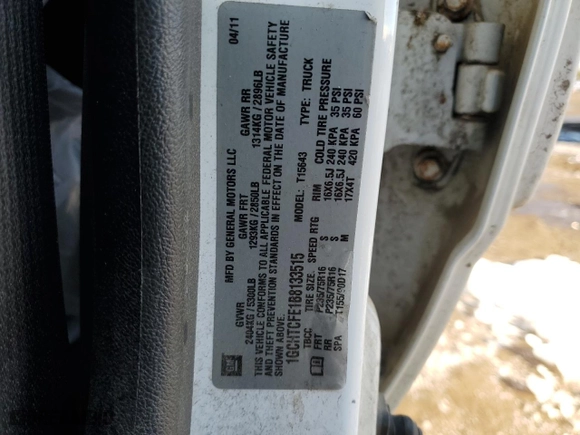 MFD BY GENERAL MOTORS LLC 04/11
GVWR GAWR FRT GAWR RR
2404KG / 5300LB 1293KG / 2850LB 1314KG / 2896LB
THIS VEHICLE CONFORMS TO ALL APPLICABLE FEDERAL MOTOR VEHICLE SAFETY
AND THEFT PREVENTION STANDARDS IN EFFECT ON THE DATE OF MANUFACTURE
SHOWN ABOVE.
1GCHTCFE1B8133515 MODEL: T15643 TYPE: TRUCK
TBCC TIRE SIZE SPEED RTG RIM COLD TIRE PRESSURE
FRT P235/75R16 S 16X6.5J 240 KPA 35 PSI
RR P235/75R16 S 16X6.5J 240 KPA 35 PSI
SPA M 17X4T 420 KPA 60 PSI